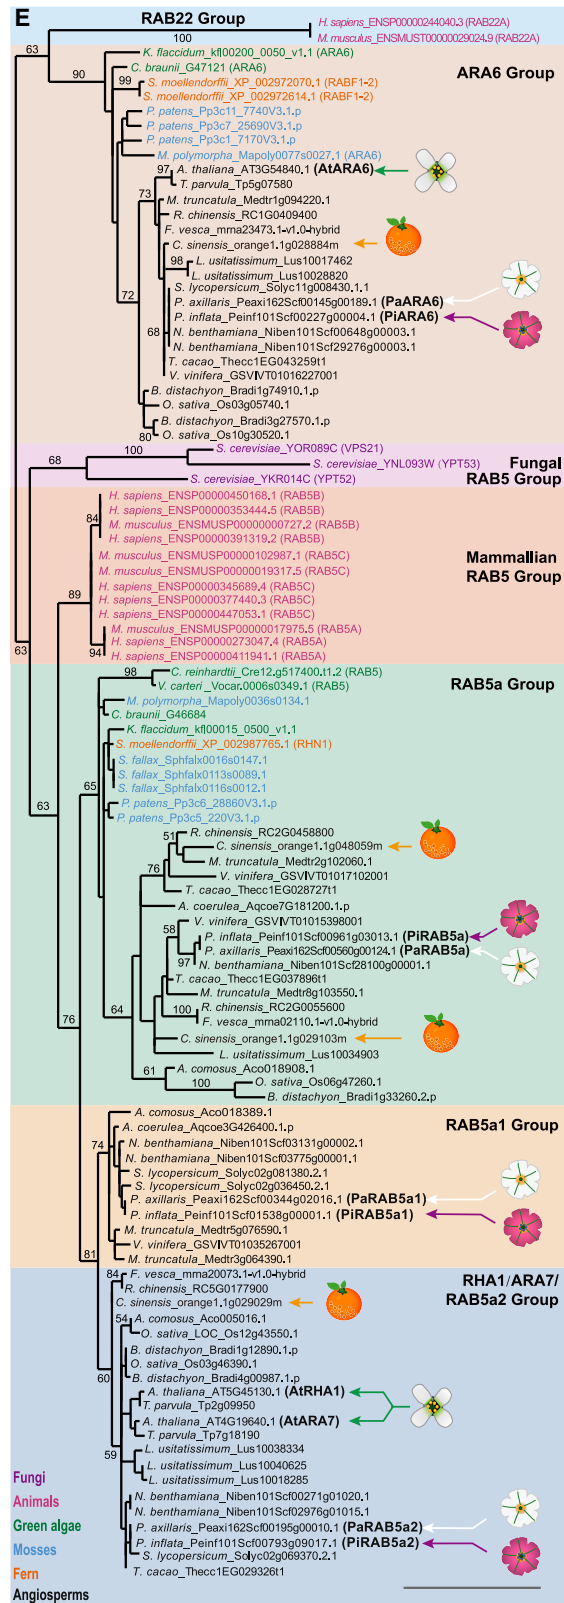 E
RAB22 Group
63
100
H. sapiens_ENSP00000244040.3 (RAB22A)
M. musculus_ENSMUST00000029024.9 (RAB22A)
K. flaccidum_kfl00200_0050_v1.1 (ARA6)
90
C. braunii_G47121 (ARA6)
ARA6 Group
99
S. moellendorffii_XP_002972070.1 (RABF1-2)
S. moellendorffii_XP_002972614.1 (RABF1-2)
P. patens_Pp3c11_7740V3.1.p
P. patens_Pp3c7_25690V3.1.p
P. patens_Pp3c1_7170V3.1.p
M. polymorpha_Mapoly0077s0027.1 (ARA6)
97
A. thaliana_AT3G54840.1 (AtARA6)
T. parvula_Tp5g07580
73
M. truncatula_Medtr1g094220.1
R. chinensis_RC1G0409400
F. vesca_mrna23473.1-v1.0-hybrid
C. sinensis_orange1.1g028884m
98
L. usitatissimum_Lus10017462
L. usitatissimum_Lus10028820
S. lycopersicum_Solyc11g008430.1.1
72
P. axillaris_Peaxi162Scf00145g00189.1 (PaARA6)
P. inflata_Peinf101Scf00227g00004.1 (PiARA6)
68
N. benthamiana_Niben101Scf00648g00003.1
N. benthamiana_Niben101Scf29276g00003.1
T. cacao_Thecc1EG043259t1
V. vinifera_GSVIVT01016227001
B. distachyon_Bradi1g74910.1.p
O. sativa_Os03g05740.1
B. distachyon_Bradi3g27570.1.p
80
O. sativa_Os10g30520.1
100
S. cerevisiae_YOR089C (VPS21)
68
S. cerevisiae_YNL093W (YPT53)
S. cerevisiae_YKR014C (YPT52)
Fungal
RAB5 Group
H. sapiens_ENSP00000450168.1 (RAB5B)
H. sapiens_ENSP00000353444.5 (RAB5B)
84
M. musculus_ENSMUSP00000000727.2 (RAB5B)
H. sapiens_ENSP00000391319.2 (RAB5B)
M. musculus_ENSMUSP00000102987.1 (RAB5C)
Mammallian
RAB5 Group
M. musculus_ENSMUSP00000019317.5 (RAB5C)
H. sapiens_ENSP00000345689.4 (RAB5C)
89
H. sapiens_ENSP00000377440.3 (RAB5C)
H. sapiens_ENSP00000447053.1 (RAB5C)
M. musculus_ENSMUSP00000017975.5 (RAB5A)
63
H. sapiens_ENSP00000273047.4 (RAB5A)
94
H. sapiens_ENSP00000411941.1 (RAB5A)
98
C. reinhardtii_Cre12.g517400.t1.2 (RAB5)
RAB5a Group
V. carteri_Vocar.0006s0349.1 (RAB5)
M. polymorpha_Mapoly0036s0134.1
C. braunii_G46684
K. flaccidum_kfl00015_0500_v1.1
S. moellendorffii_XP_002987765.1 (RHN1)
S. fallax_Sphfalx0016s0147.1
S. fallax_Sphfalx0113s0089.1
65
S. fallax_Sphfalx0116s0012.1
63
P. patens_Pp3c6_28860V3.1.p
P. patens_Pp3c5_220V3.1.p
51
R. chinensis_RC2G0458800
C. sinensis_orange1.1g048059m
M. truncatula_Medtr2g102060.1
76
V. vinifera_GSVIVT01017102001
T. cacao_Thecc1EG028727t1
A. coerulea_Aqcoe7G181200.1.p
V. vinifera_GSVIVT01015398001
58
P. inflata_Peinf101Scf00961g03013.1 (PiRAB5a)
P. axillaris_Peaxi162Scf00560g00124.1 (PaRAB5a)
97
N. benthamiana_Niben101Scf28100g00001.1
T. cacao_Thecc1EG037896t1
M. truncatula_Medtr8g103550.1
64
100
R. chinensis_RC2G0055600
76
F. vesca_mrna02110.1-v1.0-hybrid
C. sinensis_orange1.1g029103m
L. usitatissimum_Lus10034903
61
A. comosus_Aco018908.1
100
O. sativa_Os06g47260.1
B. distachyon_Bradi1g33260.2.p
A. comosus_Aco018389.1
RAB5a1 Group
A. coerulea_Aqcoe3G426400.1.p
74
N. benthamiana_Niben101Scf03131g00002.1
N. benthamiana_Niben101Scf03775g00001.1
S. lycopersicum_Solyc02g081380.2.1
S. lycopersicum_Solyc02g036450.2.1
P. axillaris_Peaxi162Scf00344g02016.1 (PaRAB5a1)
P. inflata_Peinf101Scf01538g00001.1 (PiRAB5a1)
M. truncatula_Medtr5g076590.1
V. vinifera_GSVIVT01035267001
81
M. truncatula_Medtr3g064390.1
84
F. vesca_mrna20073.1-v1.0-hybrid
RHA1/ARA7/
RAB5a2 Group
R. chinensis_RC5G0177900
C. sinensis_orange1.1g029029m
54
A. comosus_Aco005016.1
O. sativa_LOC_Os12g43550.1
B. distachyon_Bradi1g12890.1.p
O. sativa_Os03g46390.1
60
B. distachyon_Bradi4g00987.1.p
A. thaliana_AT5G45130.1 (AtRHA1)
T. parvula_Tp2g09950
A. thaliana_AT4G19640.1 (AtARA7)
T. parvula_Tp7g18190
59
L. usitatissimum_Lus10038334
L. usitatissimum_Lus10040625
L. usitatissimum_Lus10018285
N. benthamiana_Niben101Scf00271g01020.1
N. benthamiana_Niben101Scf02976g01015.1
P. axillaris_Peaxi162Scf00195g00010.1 (PaRAB5a2)
P. inflata_Peinf101Scf00793g09017.1 (PiRAB5a2)
S. lycopersicum_Solyc02g069370.2.1
T. cacao_Thecc1EG029326t1
Fungi
Animals
Green algae
Mosses
Fern
Angiosperms